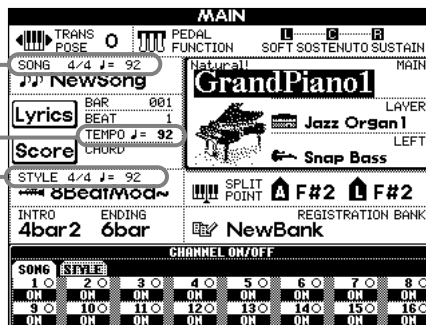 MAIN
TRANSPOSE 0
PEDAL FUNCTION
L C R
SOFT SOSTENUTO SUSTAIN
SONG 4/4 ♩= 92
NewSong
Natural! MAIN
GrandPiano1
Lyrics
BAR 001
BEAT 1
TEMPO ♩= 92
CHORD
Score
LAYER
Jazz Organ1
LEFT
Snap Bass
STYLE 4/4 ♩= 92
8BeatMod~
SPLIT POINT A F#2 L F#2
INTRO ENDING
4bar2 6bar
REGISTRATION BANK
NewBank
CHANNEL ON/OFF
SONG STYLE
1 2 3 4 5 6 7 8
ON ON ON ON ON ON ON ON
9 10 11 12 13 14 15 16
ON ON ON ON ON ON ON ON